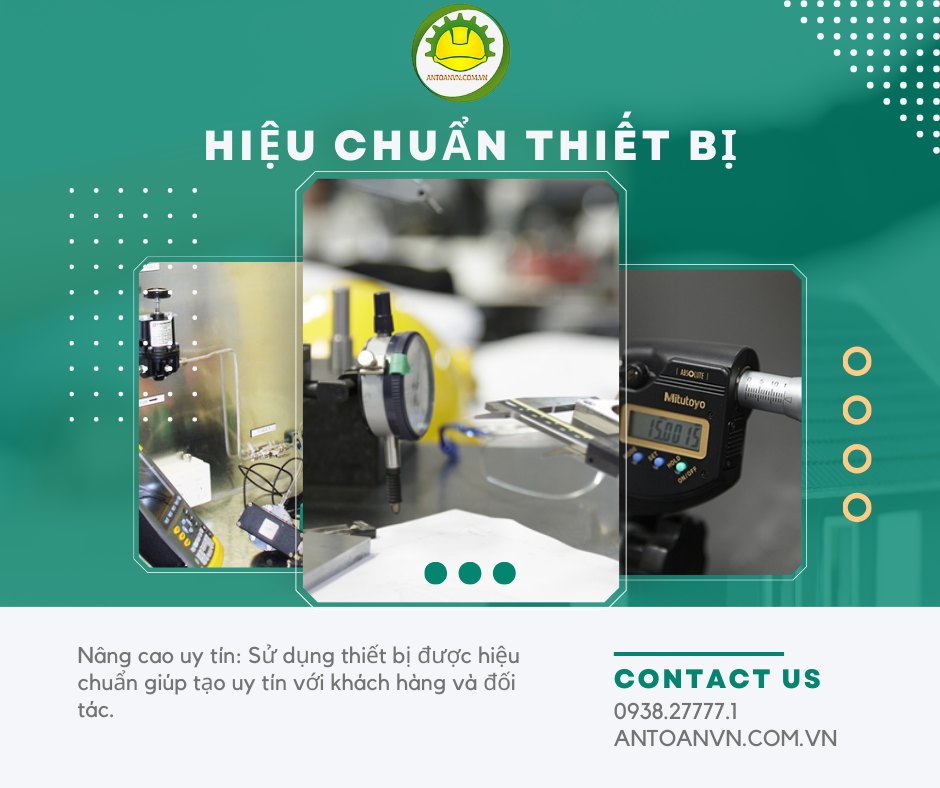 ANTOANVN.COM.VN
HIỆU CHUẨN THIẾT BỊ
| ABSOLUTE |
Mitutoyo
15.0015
SET
HOLD
ON/OFF
Nâng cao uy tín: Sử dụng thiết bị được hiệu
chuẩn giúp tạo uy tín với khách hàng và đối
tác.
CONTACT US
0938.27777.1
ANTOANVN.COM.VN